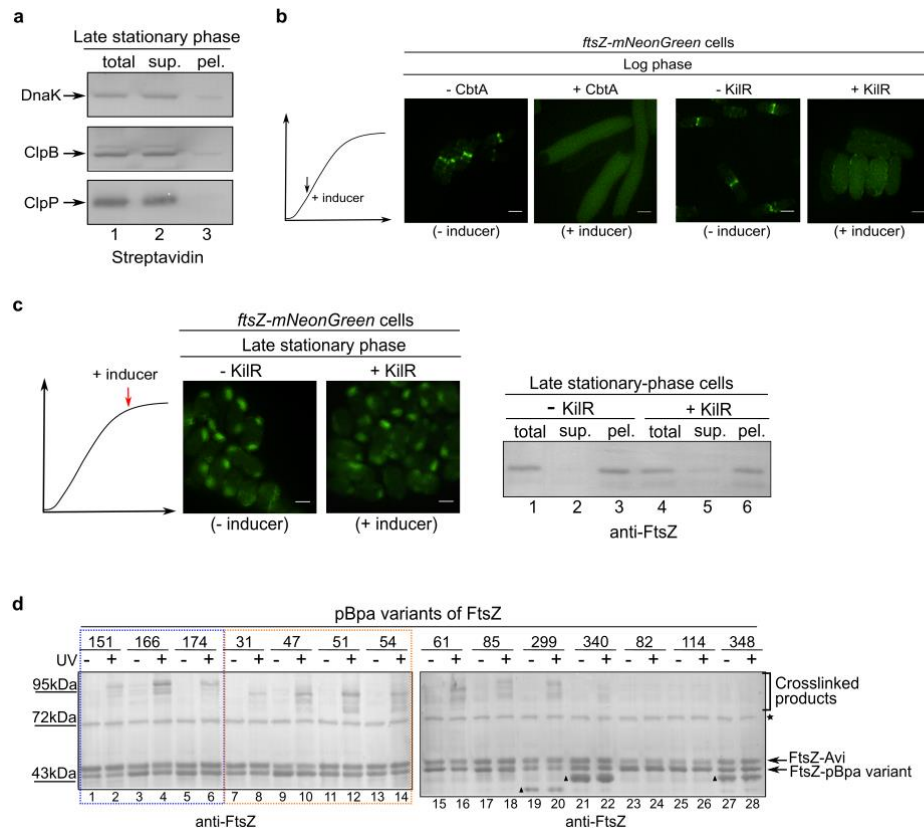 a
Late stationary phase
total sup. pel.
DnaK
ClpB
ClpP
1 2 3
Streptavidin
b
ftsZ-mNeonGreen cells
Log phase
- CbtA + CbtA - KilR + KilR
+ inducer
(- inducer) (+ inducer) (- inducer) (+ inducer)
c
ftsZ-mNeonGreen cells
Late stationary phase
- KilR + KilR
+ inducer
(- inducer) (+ inducer)
Late stationary-phase cells
- KilR + KilR
total sup. pel. total sup. pel.
1 2 3 4 5 6
anti-FtsZ
d
pBpa variants of FtsZ
151 166 174 31 47 51 54 61 85 299 340 82 114 348
UV - + - + - + - + - + - + - + - + - + - + - + - + - + - +
95kDa
72kDa
43kDa
Crosslinked
products
★
FtsZ-Avi
FtsZ-pBpa variant
1 2 3 4 5 6 7 8 9 10 11 12 13 14 15 16 17 18 19 20 21 22 23 24 25 26 27 28
anti-FtsZ anti-FtsZ